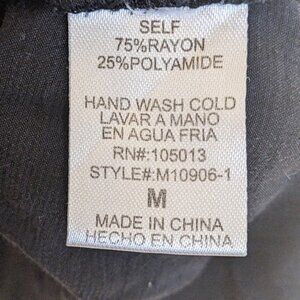 SELF
75%RAYON
25%POLYAMIDE
HAND WASH COLD
LAVAR A MANO
EN AGUA FRIA
RN#:105013
STYLE#:M10906-1
M
MADE IN CHINA
HECHO EN CHINA